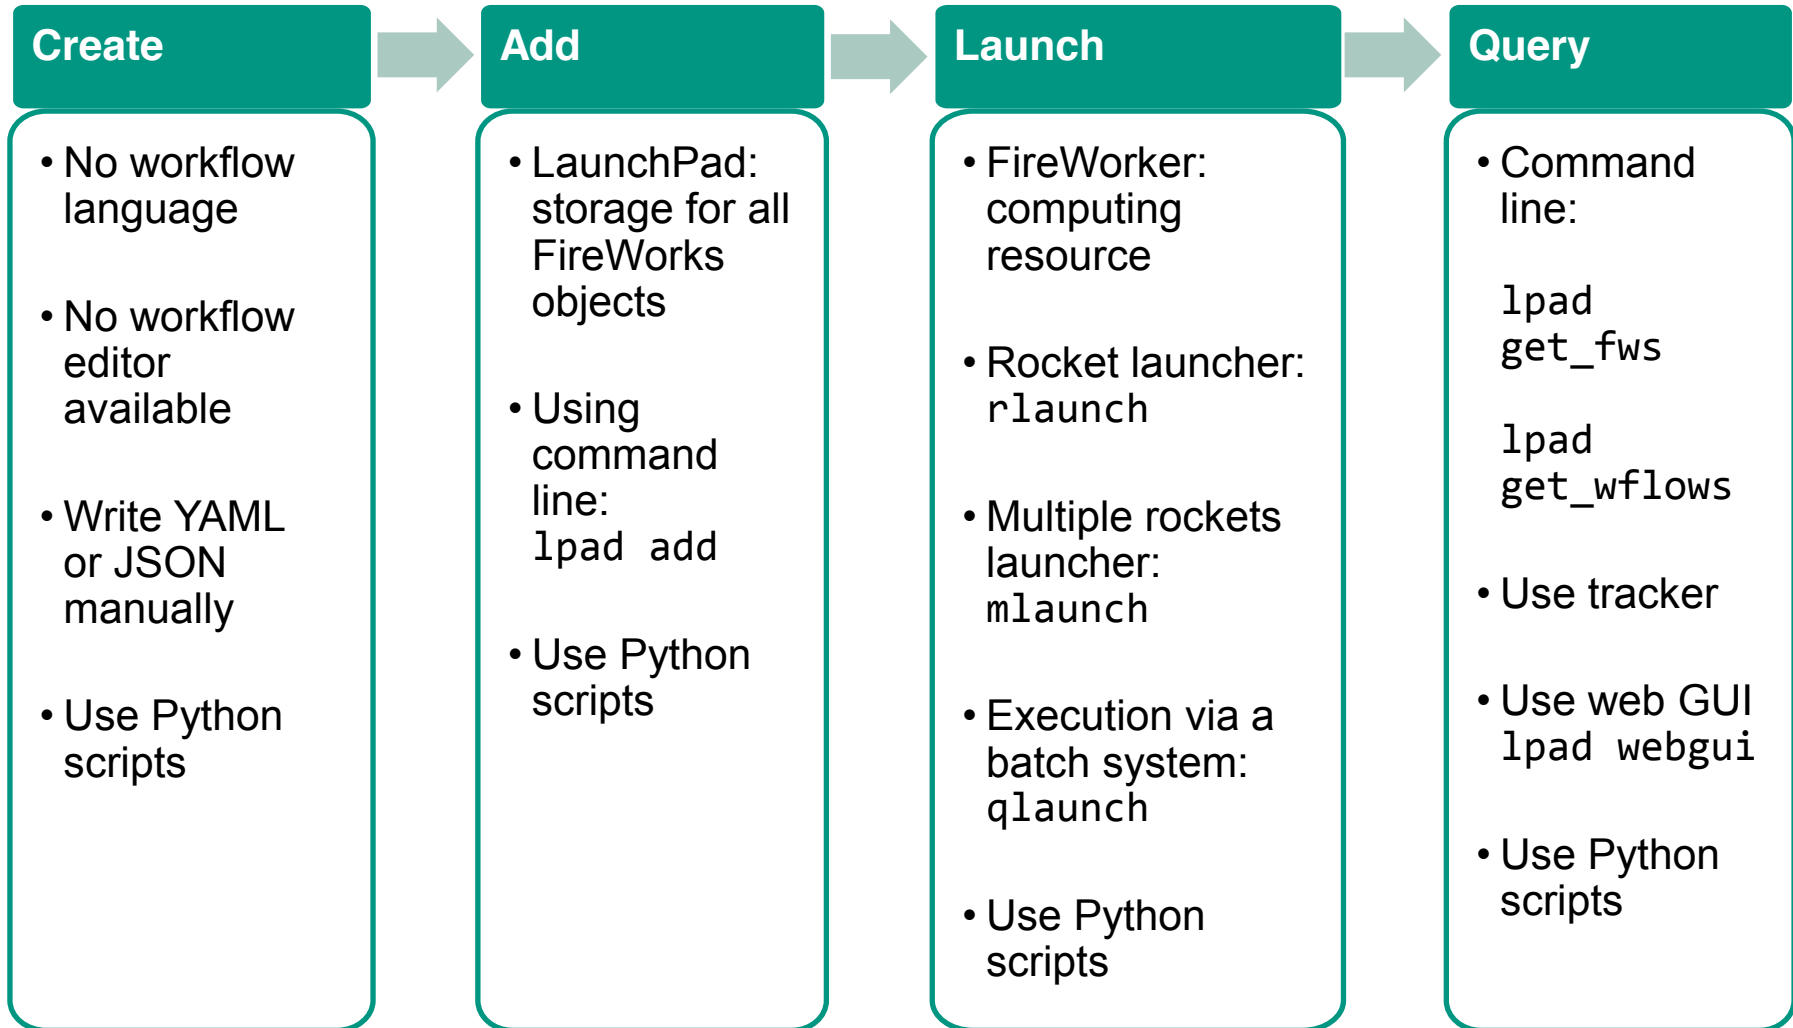 Create
• No workflow
language
• No workflow
editor
available
• Write YAML
or JSON
manually
• Use Python
scripts
Add
• LaunchPad:
storage for all
FireWorks
objects
• Using
command
line:
lpad add
• Use Python
scripts
Launch
• FireWorker:
computing
resource
• Rocket launcher:
rlaunch
• Multiple rockets
launcher:
mlaunch
• Execution via a
batch system:
qlaunch
• Use Python
scripts
Query
• Command
line:
lpad
get_fws
lpad
get_wflows
• Use tracker
• Use web GUI
lpad webgui
• Use Python
scripts